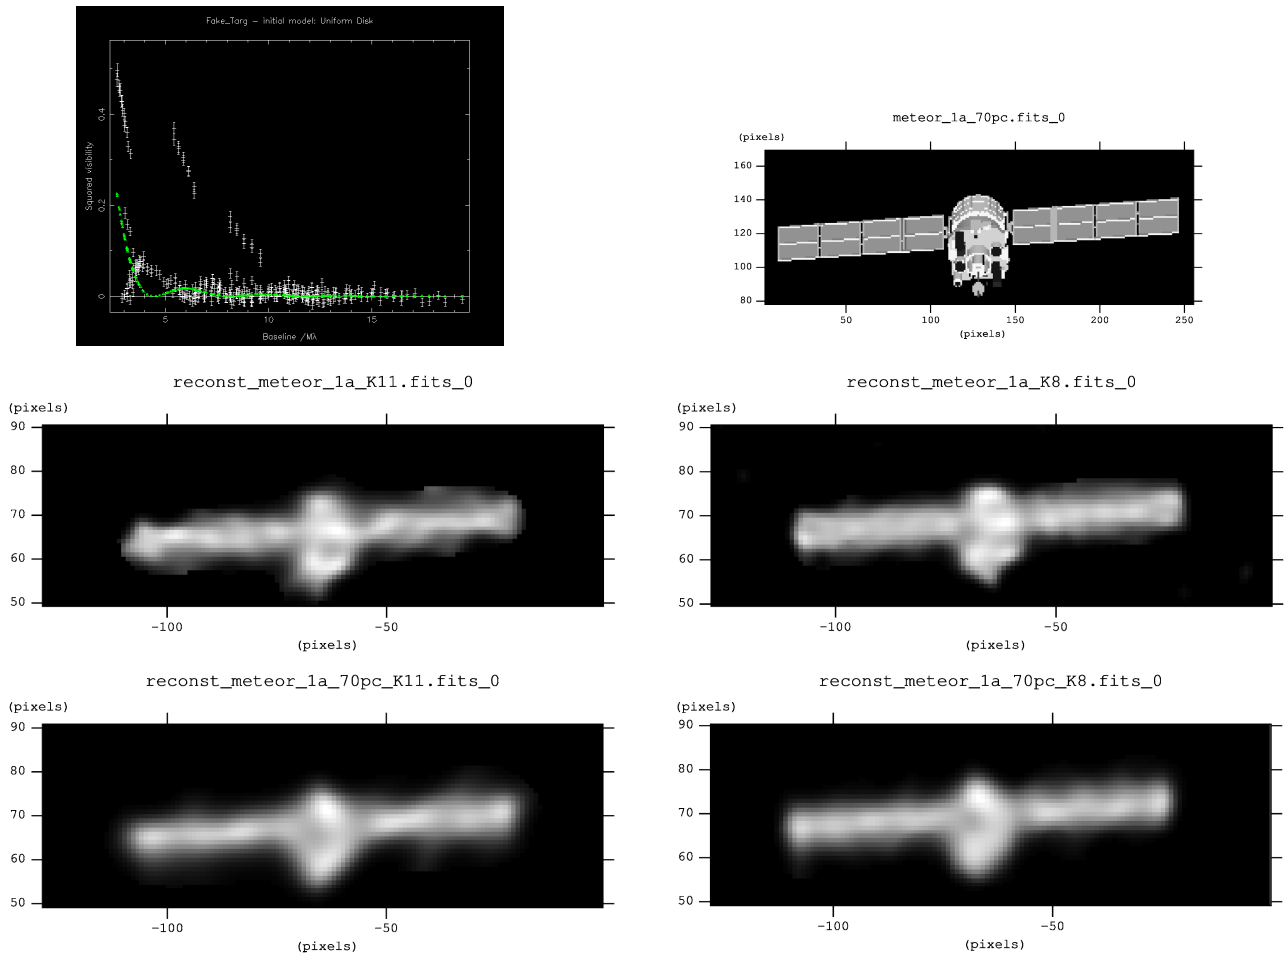 Fake_Targ – initial model: Uniform Disk
Squared visibility
0.4
0.2
0
5 10 15
Baseline /Mλ
meteor_1a_70pc.fits_0
(pixels)
160
140
120
100
80
50 100 150 200 250
(pixels)
reconst_meteor_1a_K11.fits_0
(pixels)
90
80
70
60
50
-100 -50
(pixels)
reconst_meteor_1a_K8.fits_0
(pixels)
90
80
70
60
50
-100 -50
(pixels)
reconst_meteor_1a_70pc_K11.fits_0
(pixels)
90
80
70
60
50
-100 -50
(pixels)
reconst_meteor_1a_70pc_K8.fits_0
(pixels)
90
80
70
60
50
-100 -50
(pixels)